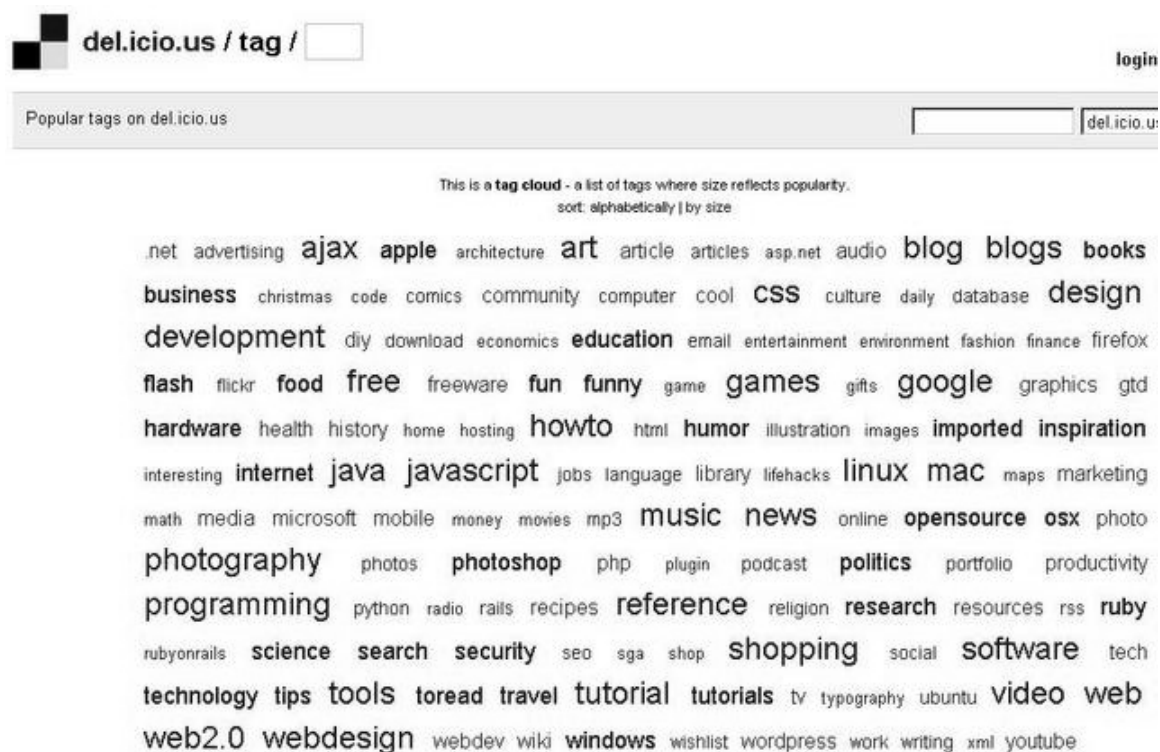 del.icio.us / tag /
login
Popular tags on del.icio.us
del.icio.us
This is a tag cloud - a list of tags where size reflects popularity.
sort: alphabetically | by size
.net advertising ajax apple architecture art article articles asp.net audio blog blogs books
business christmas code comics community computer cool css culture daily database design
development diy download economics education email entertainment environment fashion finance firefox
flash flickr food free freeware fun funny game games gifts google graphics gtd
hardware health history home hosting howto html humor illustration images imported inspiration
interesting internet java javascript jobs language library lifehacks linux mac maps marketing
math media microsoft mobile money movies mp3 music news online opensource osx photo
photography photos photoshop php plugin podcast politics portfolio productivity
programming python radio rails recipes reference religion research resources rss ruby
rubyonrails science search security seo sga shop shopping social software tech
technology tips tools toread travel tutorial tutorials tv typography ubuntu video web
web2.0 webdesign webdev wiki windows wishlist wordpress work writing xml youtube